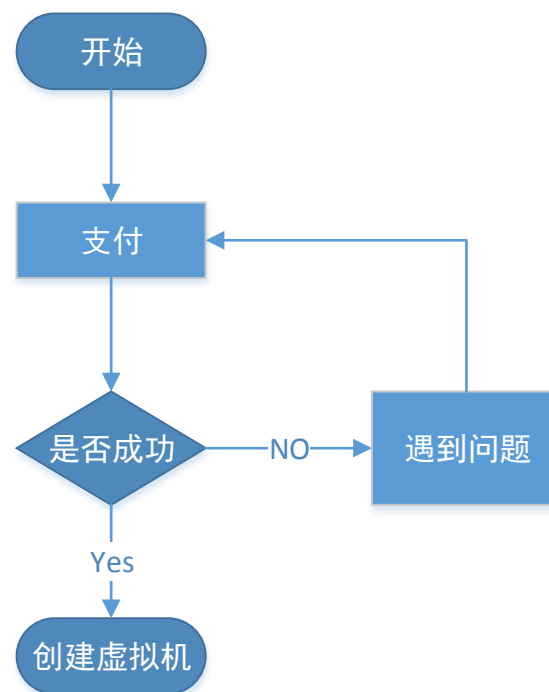 开始
支付
是否成功
NO
遇到问题
Yes
创建虚拟机